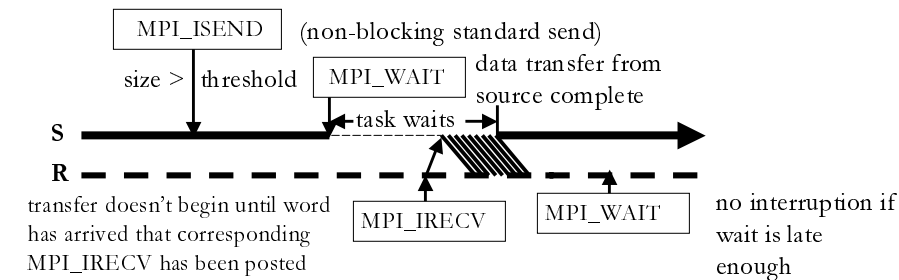 MPI_ISEND
(non-blocking standard send)
size > threshold
MPI_WAIT
data transfer from
source complete
task waits
S
R
transfer doesn't begin until word
has arrived that corresponding
MPI_IRECV has been posted
MPI_IRECV
MPI_WAIT
no interruption if
wait is late
enough